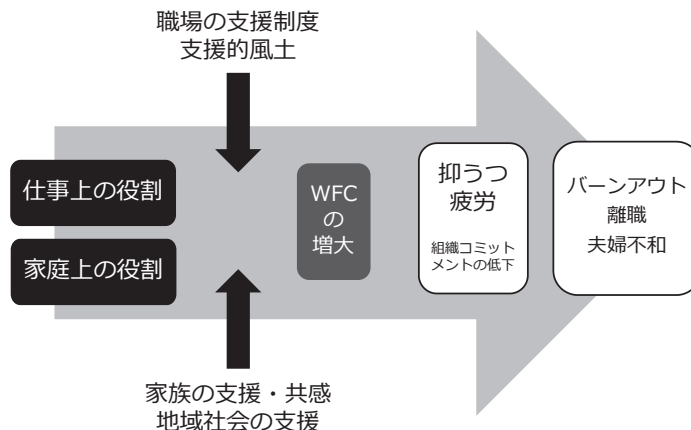 職場の支援制度
支援的風土
仕事上の役割
家庭上の役割
WFC
の
増大
抑うつ
疲労
組織コミット
メントの低下
バーンアウト
離職
夫婦不和
家族の支援・共感
地域社会の支援